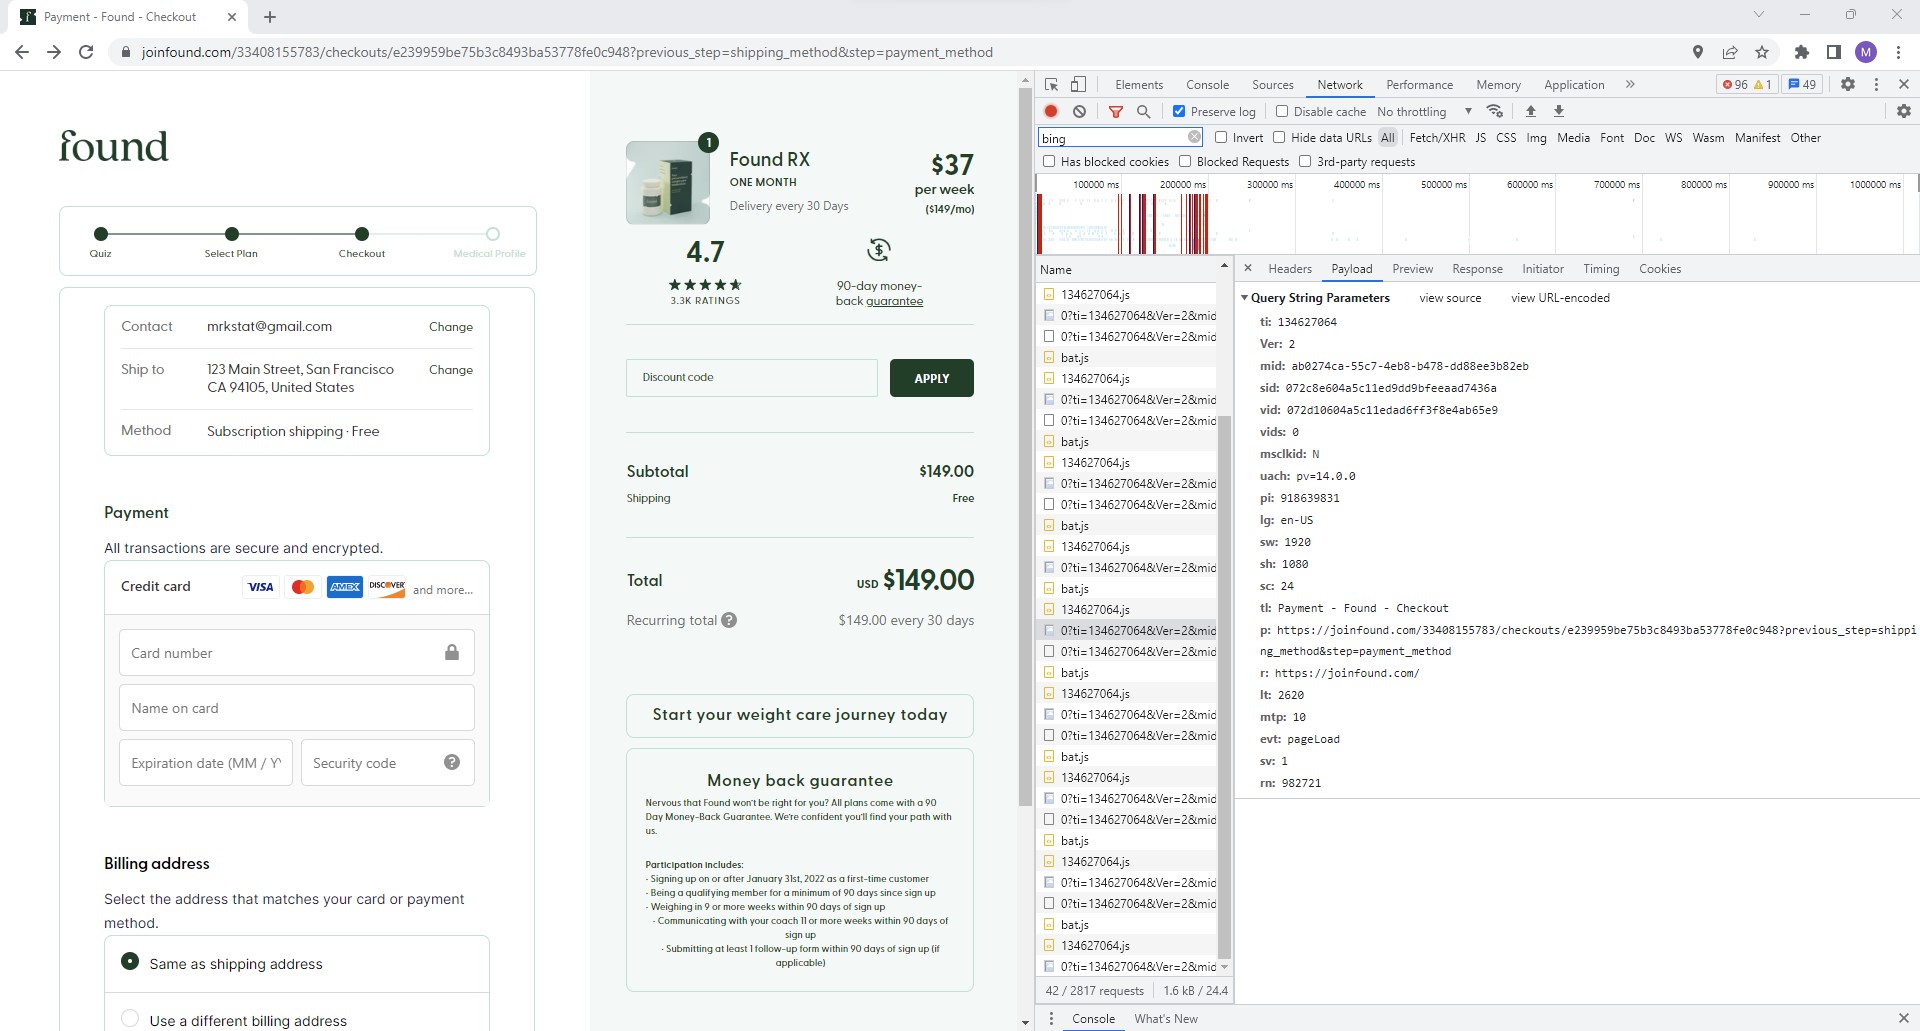 Payment - Found - Checkout
joinfound.com/33408155783/checkouts/e239959be75b3c8493ba53778fe0c948?previous_step=shipping_method&step=payment_method
M
found
Quiz
Select Plan
Checkout
Medical Profile
Contact
mrkstat@gmail.com
Change
Ship to
123 Main Street, San Francisco
CA 94105, United States
Change
Method
Subscription shipping · Free
Payment
All transactions are secure and encrypted.
Credit card
VISA
AMEX
DISCOVER
and more...
Card number
Name on card
Expiration date (MM / Y
Security code
?
Billing address
Select the address that matches your card or payment
method.
Same as shipping address
Use a different billing address
1
Found RX
ONE MONTH
Delivery every 30 Days
$37
per week
($149/mo)
4.7
3.3K RATINGS
90-day money-
back guarantee
Discount code
APPLY
Subtotal
$149.00
Shipping
Free
Total
USD $149.00
Recurring total ?
$149.00 every 30 days
Start your weight care journey today
Money back guarantee
Nervous that Found won't be right for you? All plans come with a 90
Day Money-Back Guarantee. We're confident you'll find your path with
us.
Participation includes:
- Signing up on or after January 31st, 2022 as a first-time customer
- Being a qualifying member for a minimum of 90 days since sign up
- Weighing in 9 or more weeks within 90 days of sign up
- Communicating with your coach 11 or more weeks within 90 days of
sign up
- Submitting at least 1 follow-up form within 90 days of sign up (if
applicable)
Elements
Console
Sources
Network
Performance
Memory
Application
96
1
49
Preserve log
Disable cache
No throttling
bing
Invert
Hide data URLs
All
Fetch/XHR
JS
CSS
Img
Media
Font
Doc
WS
Wasm
Manifest
Other
Has blocked cookies
Blocked Requests
3rd-party requests
100000 ms
200000 ms
300000 ms
400000 ms
500000 ms
600000 ms
700000 ms
800000 ms
900000 ms
1000000 ms
Name
134627064.js
0?ti=134627064&Ver=2&mid
0?ti=134627064&Ver=2&mid
bat.js
134627064.js
0?ti=134627064&Ver=2&mid
0?ti=134627064&Ver=2&mid
bat.js
134627064.js
0?ti=134627064&Ver=2&mid
0?ti=134627064&Ver=2&mid
bat.js
134627064.js
0?ti=134627064&Ver=2&mid
bat.js
134627064.js
0?ti=134627064&Ver=2&mid
0?ti=134627064&Ver=2&mid
bat.js
134627064.js
0?ti=134627064&Ver=2&mid
0?ti=134627064&Ver=2&mid
bat.js
134627064.js
0?ti=134627064&Ver=2&mid
0?ti=134627064&Ver=2&mid
bat.js
134627064.js
0?ti=134627064&Ver=2&mid
0?ti=134627064&Ver=2&mid
bat.js
134627064.js
0?ti=134627064&Ver=2&mid
42 / 2817 requests
1.6 kB / 24.4
Headers
Payload
Preview
Response
Initiator
Timing
Cookies
Query String Parameters
view source
view URL-encoded
ti: 134627064
Ver: 2
mid: ab0274ca-55c7-4eb8-b478-dd88ee3b82eb
sid: 072c8e604a5c11ed9dd9bfeeaad7436a
vid: 072d10604a5c11edad6ff3f8e4ab65e9
vids: 0
msclkid: N
uach: pv=14.0.0
pi: 918639831
lg: en-US
sw: 1920
sh: 1080
sc: 24
tl: Payment - Found - Checkout
p: https://joinfound.com/33408155783/checkouts/e239959be75b3c8493ba53778fe0c948?previous_step=shippi
ng_method&step=payment_method
r: https://joinfound.com/
lt: 2620
mtp: 10
evt: pageLoad
sv: 1
rn: 982721
Console
What's New